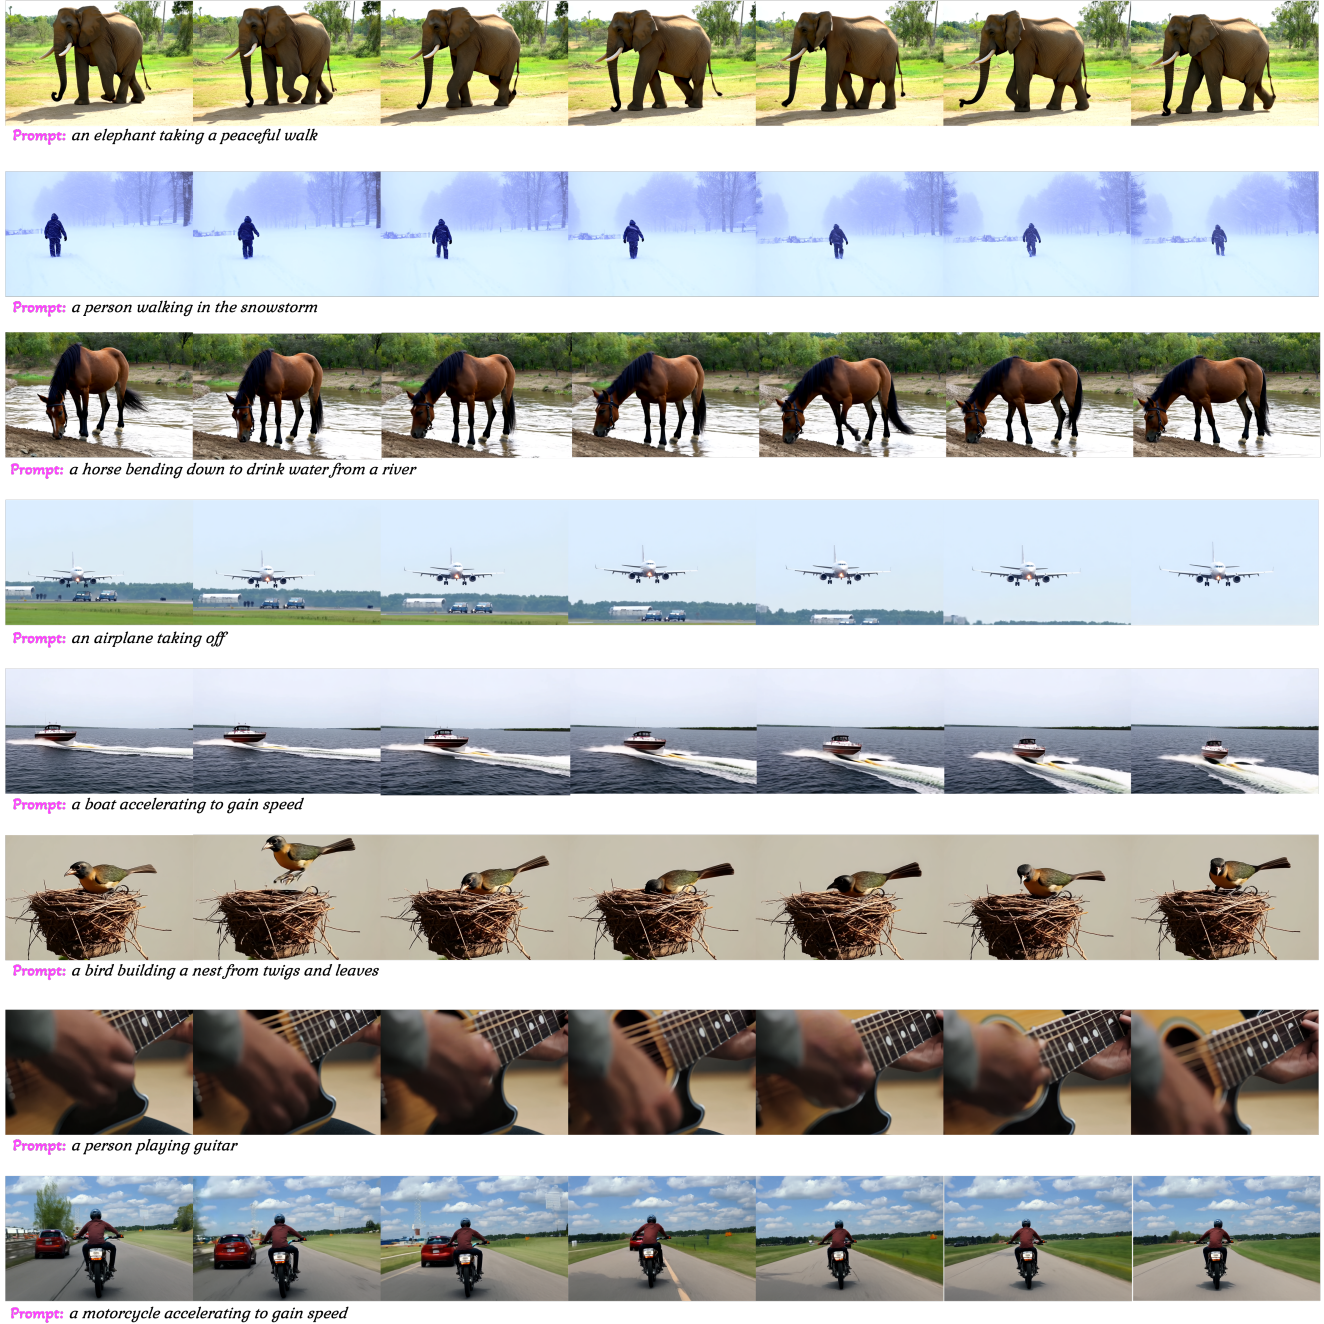 Prompt: an elephant taking a peaceful walk
Prompt: a person walking in the snowstorm
Prompt: a horse bending down to drink water from a river
Prompt: an airplane taking off
Prompt: a boat accelerating to gain speed
Prompt: a bird building a nest from twigs and leaves
Prompt: a person playing guitar
Prompt: a motorcycle accelerating to gain speed